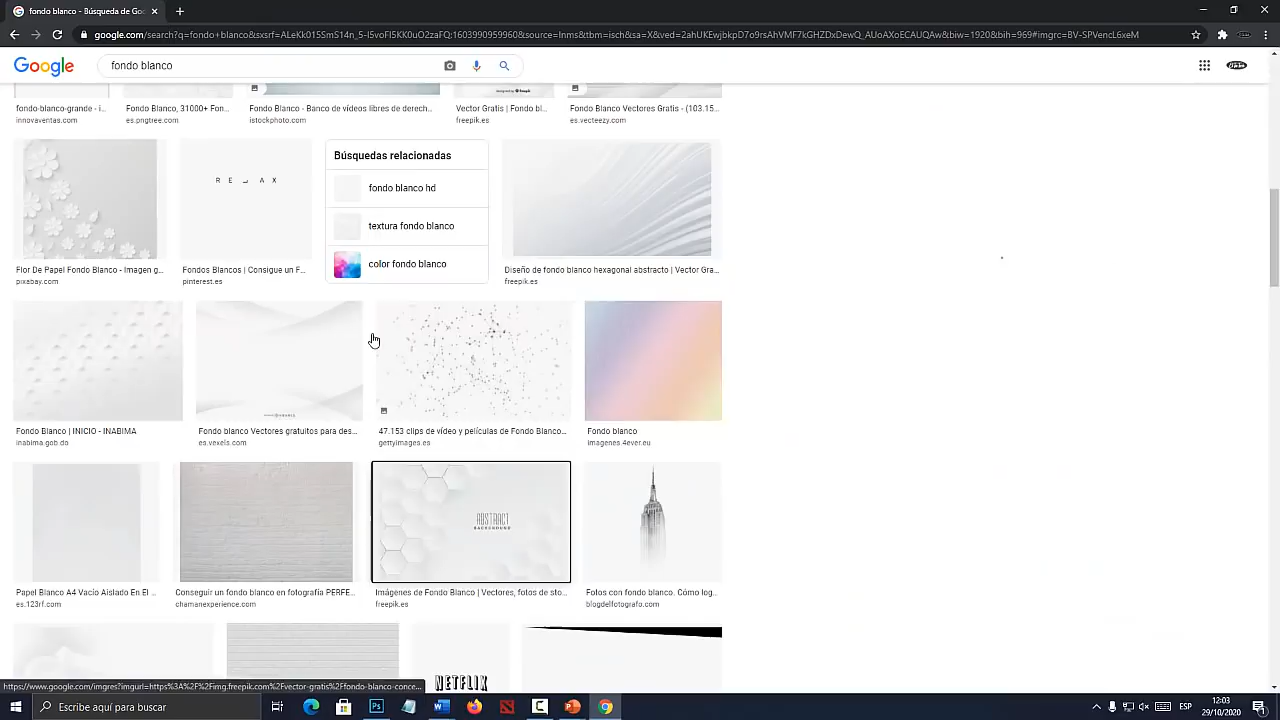 fondo blanco - Búsqueda de Goo
google.com/search?q=fondo+blanco&sxsrf=ALeKk015SmS14n_5-I5voFI5KK0uO2zaFQ:1603990959960&source=lnms&tbm=isch&sa=X&ved=2ahUKEwjbkpD7o9rsAhVMF7kGHZDxDewQ_AUoAXoECAUQAw&biw=1920&bih=969#imgrc=BV-SPVencL6xeM
Google
fondo blanco
fondo-blanco-grande - i...
innovaventas.com
Fondo Blanco, 31000+ Fon...
es.pngtree.com
Fondo Blanco - Banco de vídeos libres de derech...
istockphoto.com
Vector Gratis | Fondo bl...
freepik.es
Fondo Blanco Vectores Gratis - (103.15...
es.vecteezy.com
R E L A X
Búsquedas relacionadas
fondo blanco hd
textura fondo blanco
color fondo blanco
Flor De Papel Fondo Blanco - Imagen g...
pixabay.com
Fondos Blancos | Consigue un F...
pinterest.es
Diseño de fondo blanco hexagonal abstracto | Vector Gra...
freepik.es
Fondo Blanco | INICIO - INABIMA
inabima.gob.do
Fondo blanco Vectores gratuitos para des...
es.vexels.com
47.153 clips de vídeo y películas de Fondo Blanco...
gettyimages.es
Fondo blanco
imagenes.4ever.eu
ABSTRACT
BACKGROUND
Papel Blanco A4 Vacío Aislado En El ...
es.123rf.com
Conseguir un fondo blanco en fotografía PERFE...
chamanexperience.com
Imágenes de Fondo Blanco | Vectores, fotos de sto...
freepik.es
Fotos con fondo blanco. Cómo log...
blogdelfotografo.com
NETFLIX
https://www.google.com/imgres?imgurl=https%3A%2F%2Fimg.freepik.com%2Fvector-gratis%2Ffondo-blanco-conce...
Escribe aquí para buscar
ESP
12:03
29/10/2020